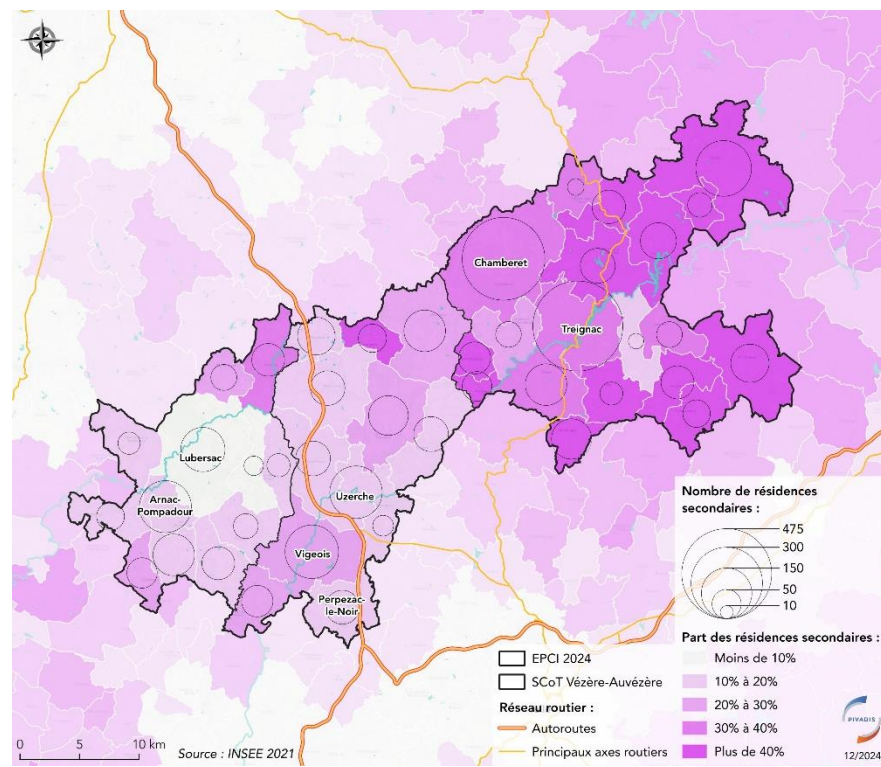 Chamberet
Treignac
Lubersac
Arnac-
Pompadour
Uzerche
Vigeois
Perpezac-
le-Noir
Nombre de résidences
secondaires :
475
300
150
50
10
Part des résidences secondaires :
Moins de 10%
10% à 20%
20% à 30%
30% à 40%
Plus de 40%
EPCI 2024
SCoT Vézère-Auvézère
Réseau routier :
Autoroutes
Principaux axes routiers
0 5 10 km
Source : INSEE 2021
PIVADIS
12/2024